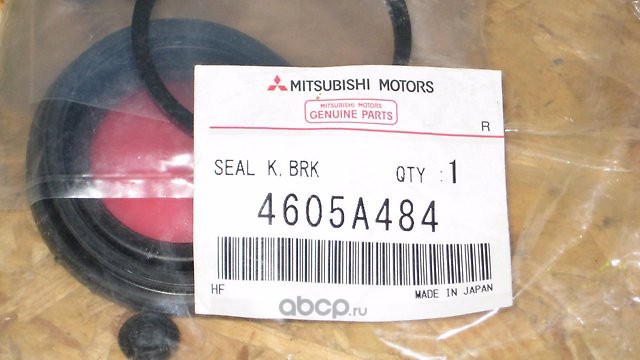 MITSUBISHI MOTORS
MITSUBISHI MOTORS
GENUINE PARTS
R
SEAL K, BRK QTY : 1
4605A484
HF MADE IN JAPAN
abcp.ru